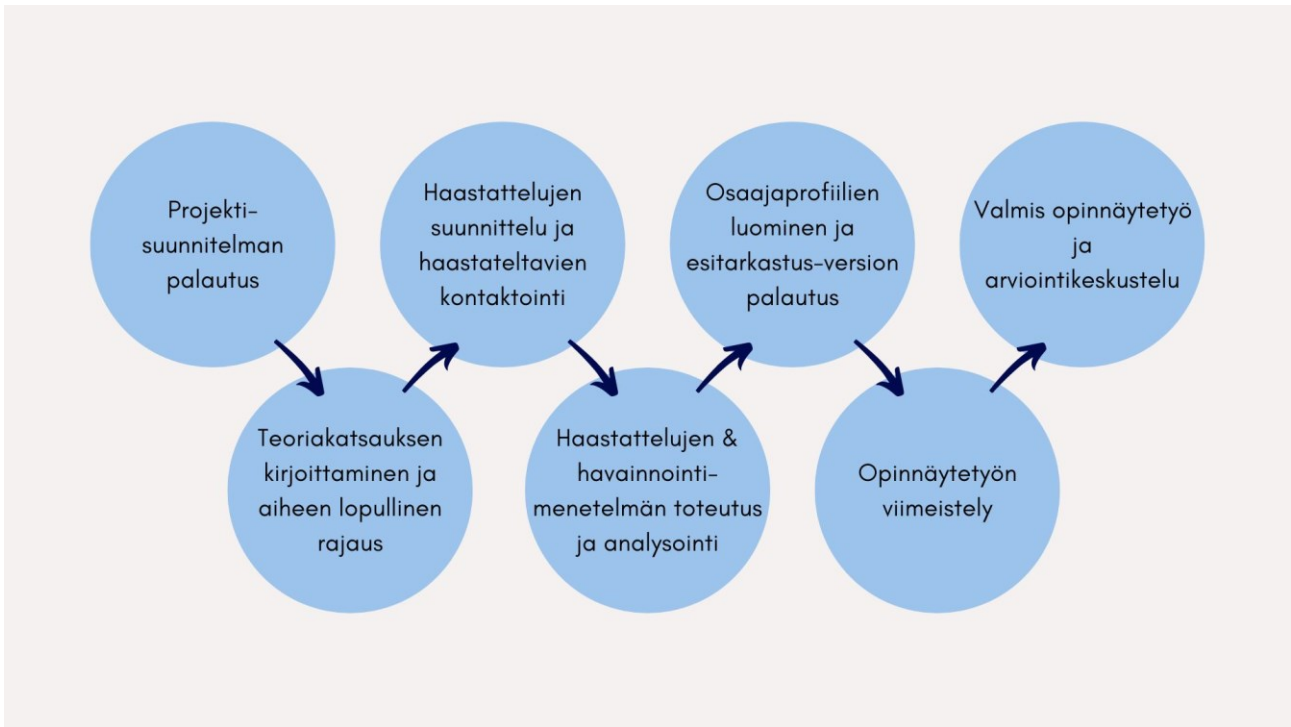 Projekti-
suunnitelman
palautus
Teoriakatsauksen
kirjoittaminen ja
aiheen lopullinen
rajaus
Haastattelujen
suunnittelu ja
haastateltavien
kontaktointi
Haastattelujen &
havainnointi-
menetelmän toteutus
ja analysointi
Osaajaprofiilien
luominen ja
esitarkastus-version
palautus
Opinnäytetyön
viimeistely
Valmis opinnäytetyö
ja
arviointikeskustelu